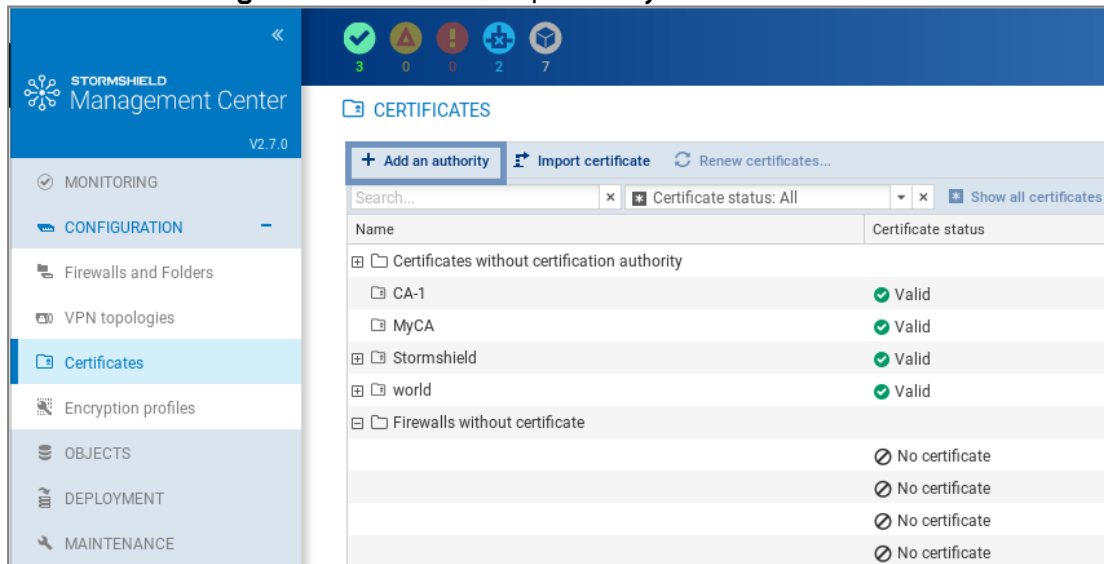 «
3 0 0 2 7
STORMSHIELD
Management Center
V2.7.0
CERTIFICATES
+ Add an authority Import certificate Renew certificates...
MONITORING
Search... Certificate status: All Show all certificates
CONFIGURATION
Name Certificate status
Certificates without certification authority
Firewalls and Folders
CA-1 Valid
VPN topologies
MyCA Valid
Certificates
Stormshield Valid
world Valid
Encryption profiles
Firewalls without certificate
OBJECTS
No certificate
DEPLOYMENT
No certificate
No certificate
MAINTENANCE
No certificate